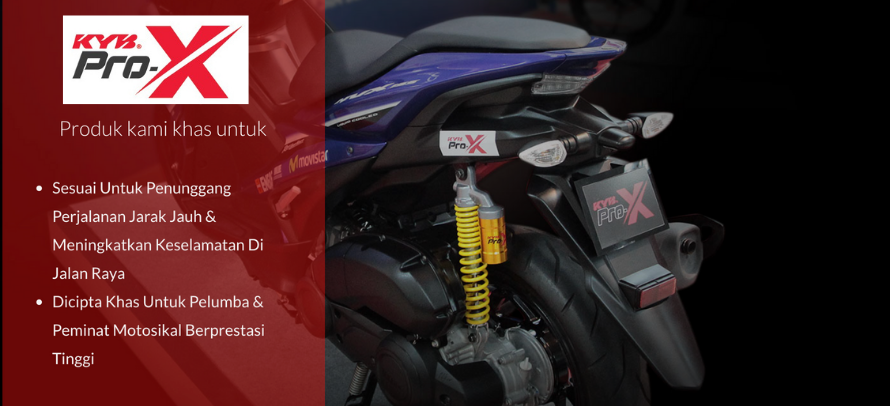 KYB®
Pro-X
Produk kami khas untuk
• Sesuai Untuk Penunggang
Perjalanan Jarak Jauh &
Meningkatkan Keselamatan Di
Jalan Raya
• Dicipta Khas Untuk Pelumba &
Peminat Motosikal Berprestasi
Tinggi
movistar
KYB
Pro-X
KYB
Pro-X